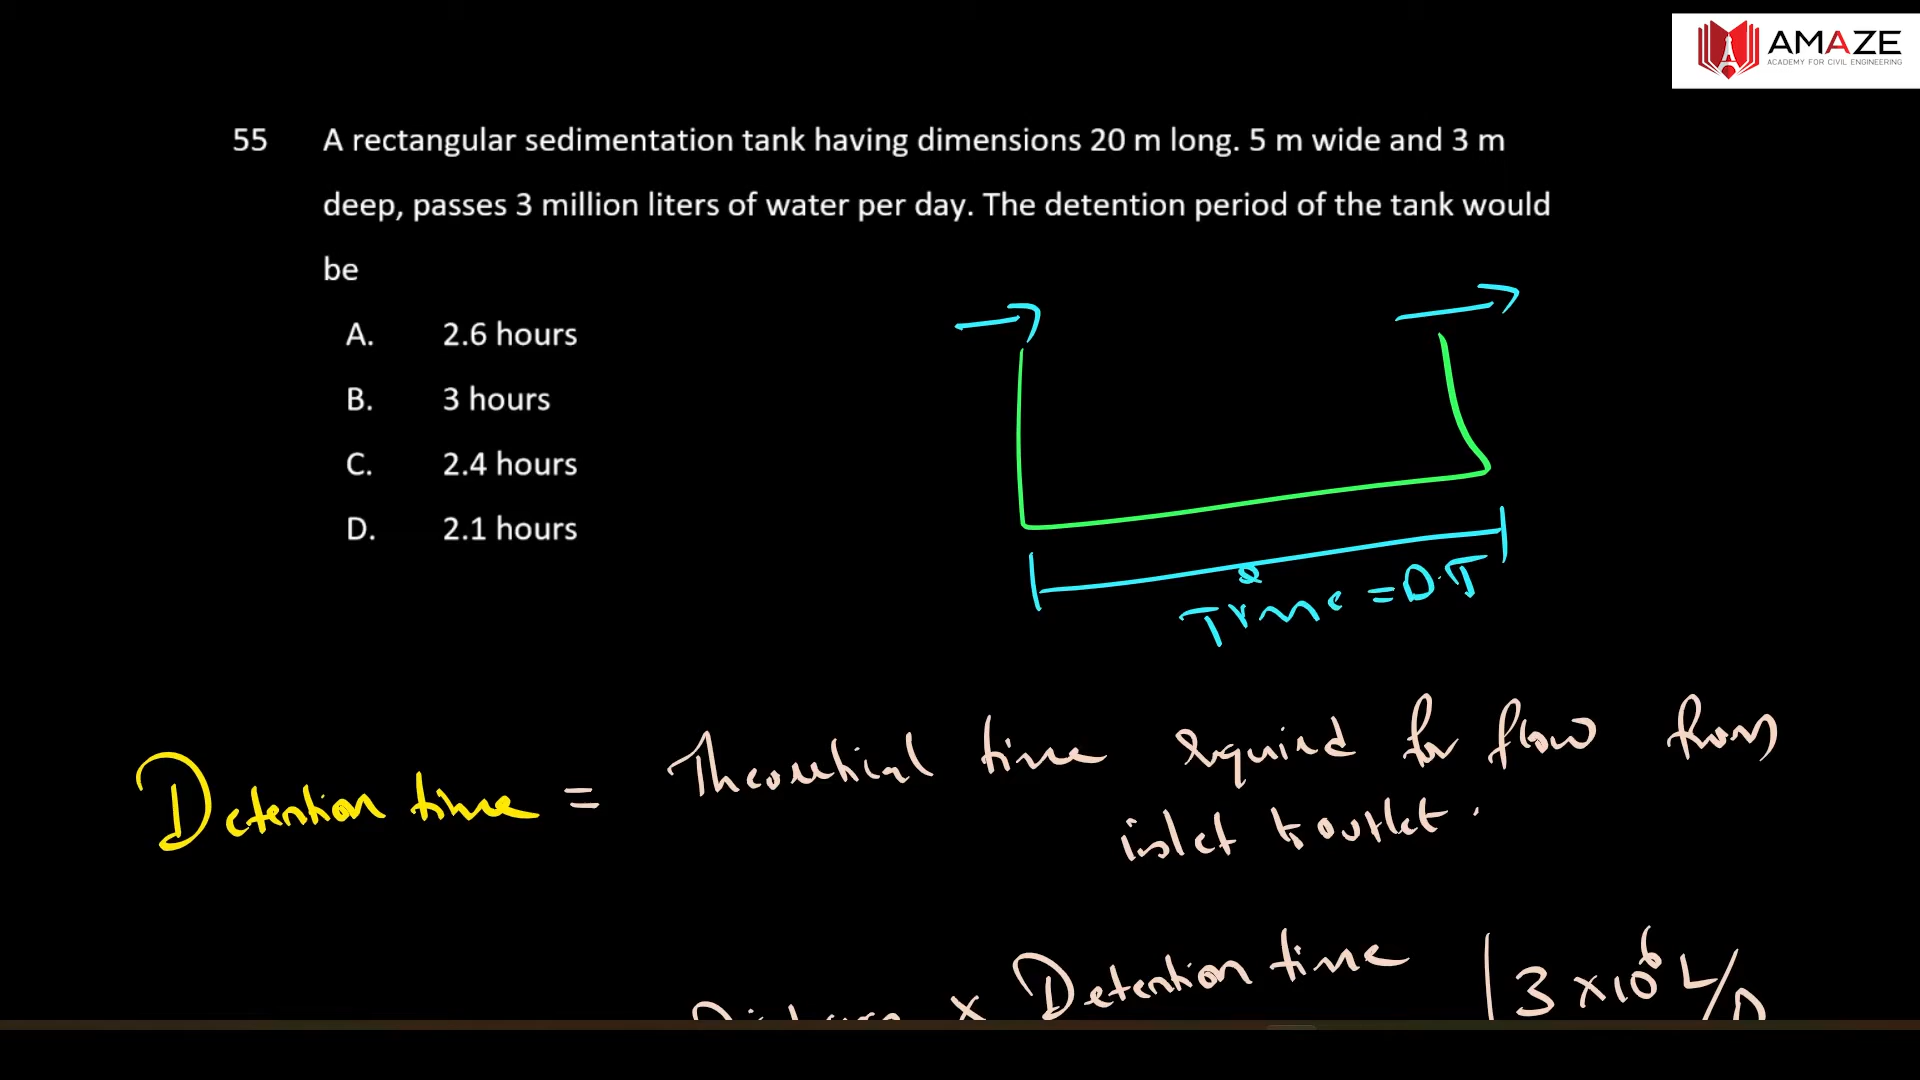 AMAZE
ACADEMY FOR CIVIL ENGINEERING
55 A rectangular sedimentation tank having dimensions 20 m long. 5 m wide and 3 m
deep, passes 3 million liters of water per day. The detention period of the tank would
be
A. 2.6 hours
B. 3 hours
C. 2.4 hours
D. 2.1 hours
Time = D.T
Detention time = Theoretical time required for flow from
inlet to outlet.
Discharge x Detention time | 3 x 10⁶ L/D